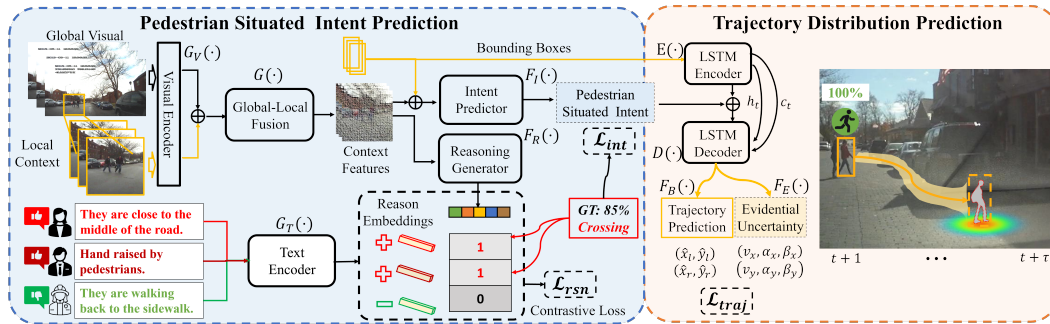 Pedestrian Situated Intent Prediction
Global Visual
Local
Context
G_V(·)
Visual Encoder
G(·)
Global-Local
Fusion
Bounding Boxes
Context
Features
Intent
Predictor
F_I(·)
Pedestrian
Situated Intent
Reasoning
Generator
F_R(·)
ℒ_int
They are close to the
middle of the road.
Hand raised by
pedestrians.
They are walking
back to the sidewalk.
G_T(·)
Text
Encoder
Reason
Embeddings
1
1
0
GT: 85%
Crossing
ℒ_rsn
Contrastive Loss
Trajectory Distribution Prediction
E(·)
LSTM
Encoder
h_t
c_t
D(·)
LSTM
Decoder
F_B(·)
F_E(·)
Trajectory
Prediction
Evidential
Uncertainty
(x̂_l, ŷ_l)
(x̂_r, ŷ_r)
(v_x, α_x, β_x)
(v_y, α_y, β_y)
ℒ_traj
100%
t + 1
• • •
t + τ